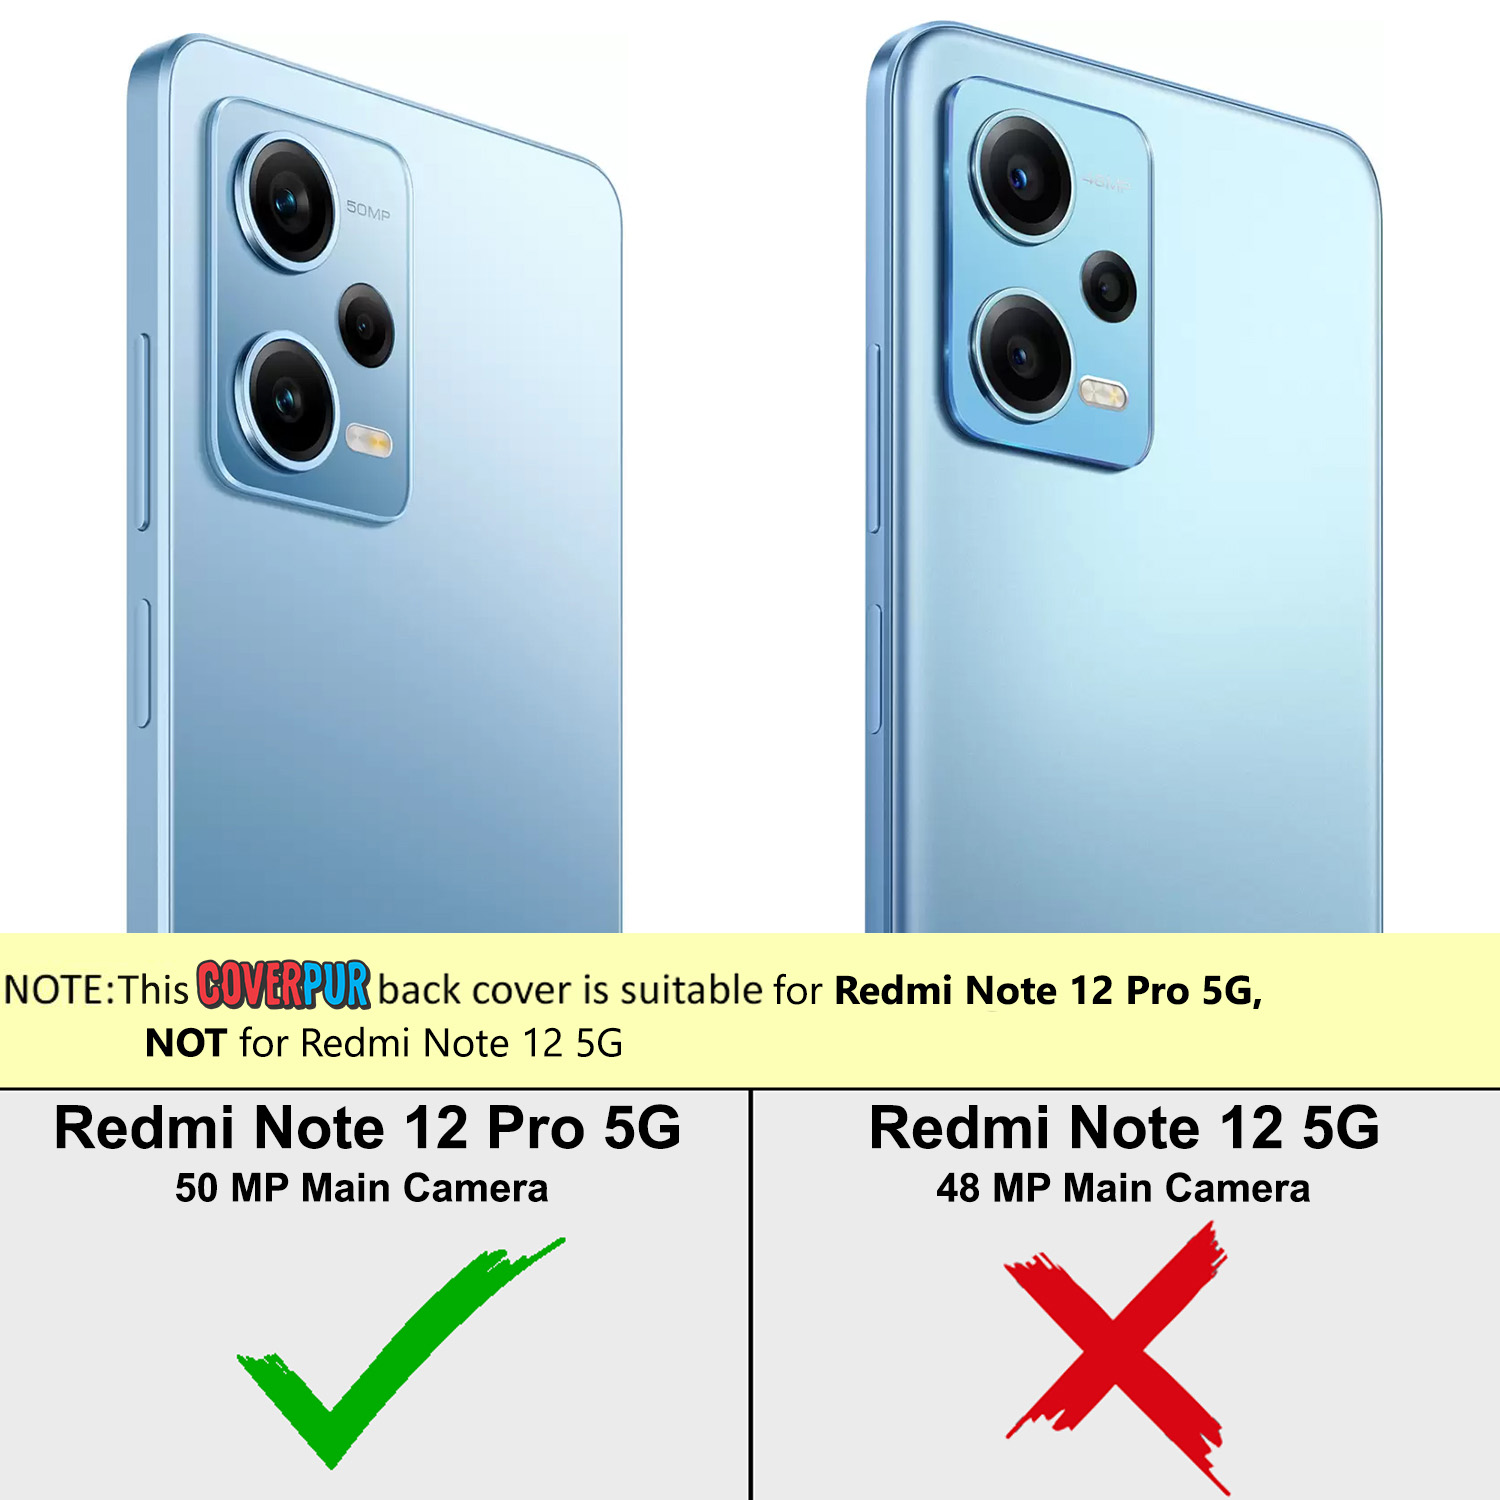 50MP
48MP
NOTE:This COVERPUR back cover is suitable for Redmi Note 12 Pro 5G,
NOT for Redmi Note 12 5G
Redmi Note 12 Pro 5G
50 MP Main Camera
Redmi Note 12 5G
48 MP Main Camera